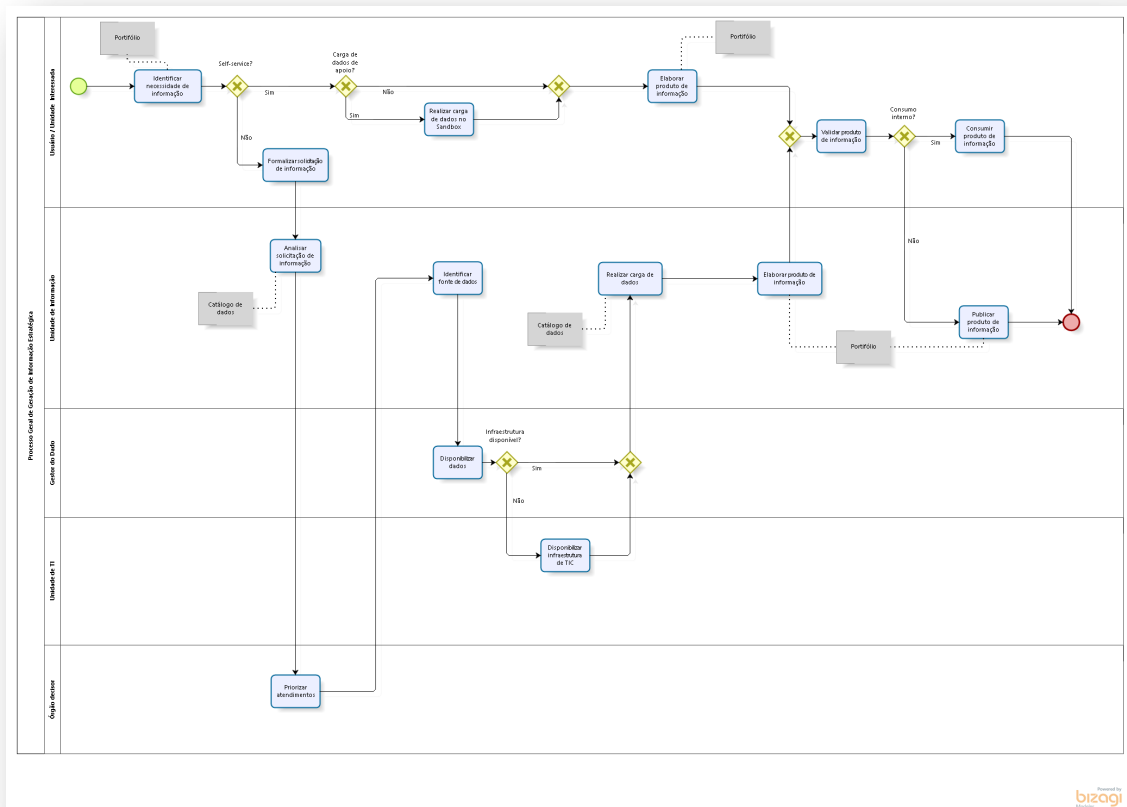 Processo Geral de Geração de Informação Estratégica
Usuário / Unidade Interessada
Portifólio
Identificar
necessidade de
informação
Self-service?
Sim
Não
Carga de
dados de
apoio?
Não
Sim
Realizar carga
de dados no
Sandbox
Portifólio
Elaborar
produto de
informação
Formalizar solicitação
de informação
Validar produto
de informação
Consumo
interno?
Sim
Não
Consumir
produto de
informação
Unidade de Informação
Analisar
solicitação de
informação
Catálogo de
dados
Identificar
fonte de dados
Realizar carga de
dados
Catálogo de
dados
Elaborar produto de
informação
Portifólio
Publicar
produto de
informação
Gestor do Dado
Disponibilizar
dados
Infraestrutura
disponível?
Sim
Não
Unidade de TI
Disponibilizar
infraestrutura
de TIC
Órgão decisor
Priorizar
atendimentos
Powered by
bizagi
Modeler